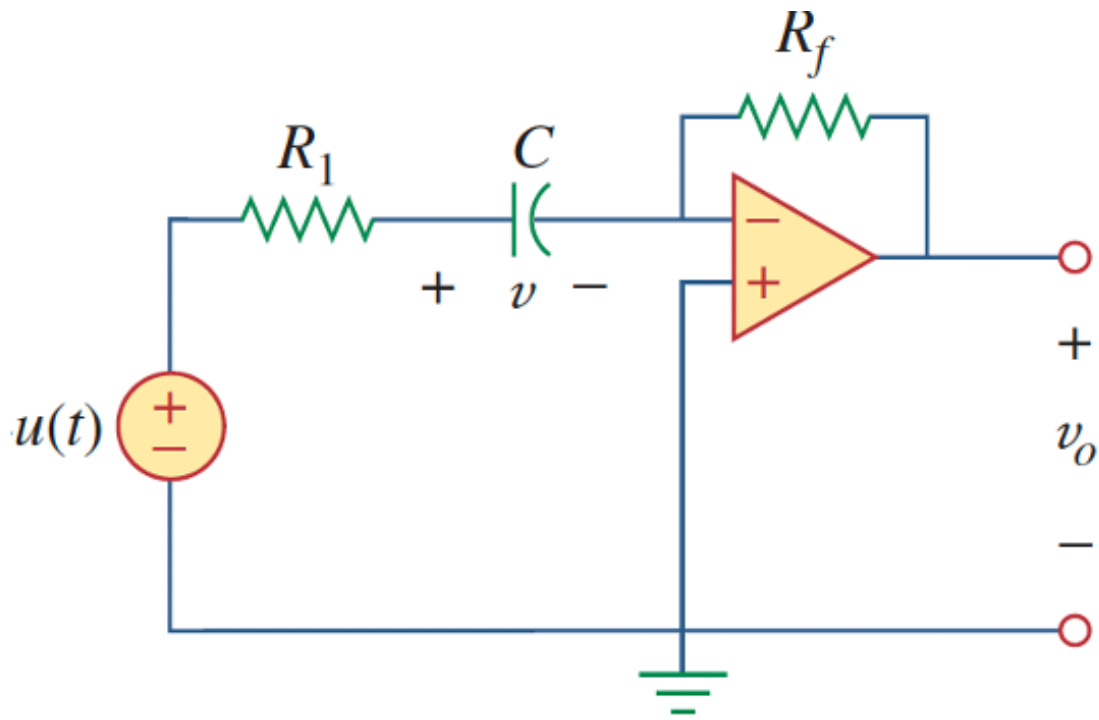 R_f
R_1 C
+ v −
− +
+ − u(t)
+
v_o
−